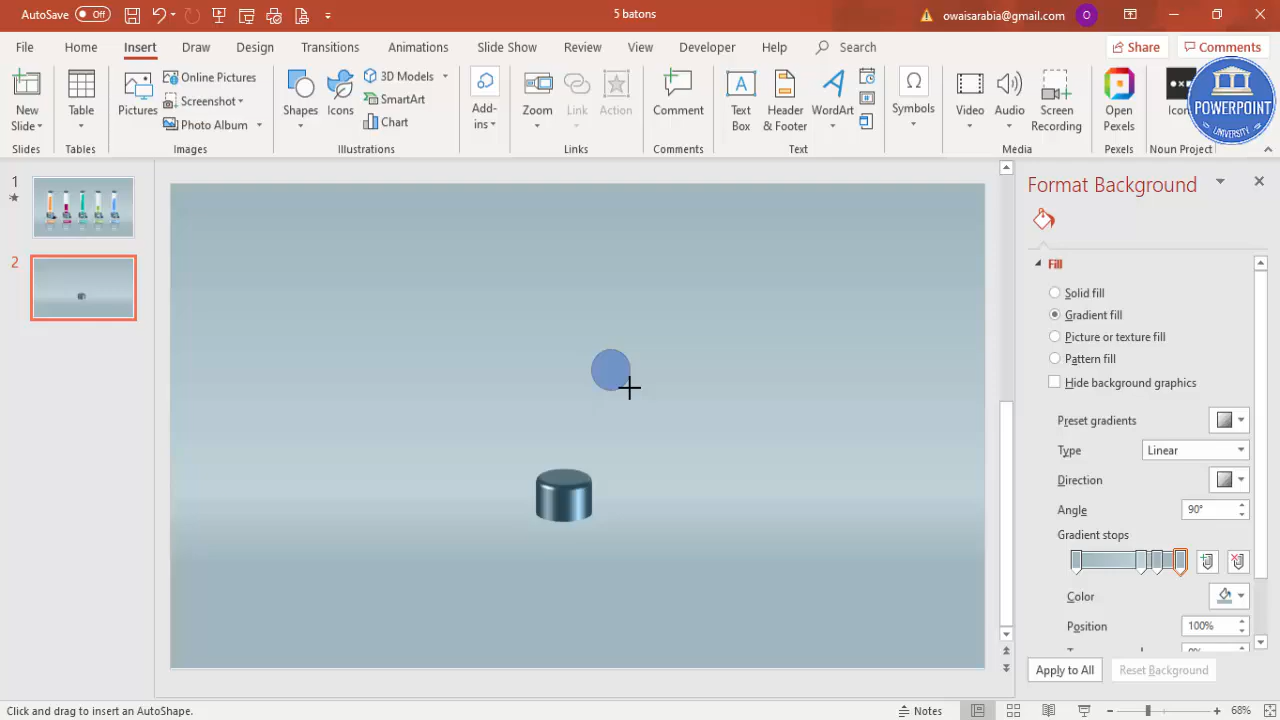 AutoSave Off
5 batons
owaisarabia@gmail.com O
File Home Insert Draw Design Transitions Animations Slide Show Review View Developer Help Search Share Comments
New Slide
Table
Pictures
Online Pictures
Screenshot
Photo Album
Shapes
Icons
3D Models
SmartArt
Chart
Add-ins
Zoom
Link
Action
Comment
Text Box
Header & Footer
WordArt
Symbols
Video
Audio
Screen Recording
Open Pexels
Icon
POWERPOINT
UNIVERSITY
Slides Tables Images Illustrations Links Comments Text Media Pexels Noun Project
1
2
Format Background
Fill
Solid fill
Gradient fill
Picture or texture fill
Pattern fill
Hide background graphics
Preset gradients
Type Linear
Direction
Angle 90°
Gradient stops
Color
Position 100%
Apply to All Reset Background
Click and drag to insert an AutoShape.
Notes
68%